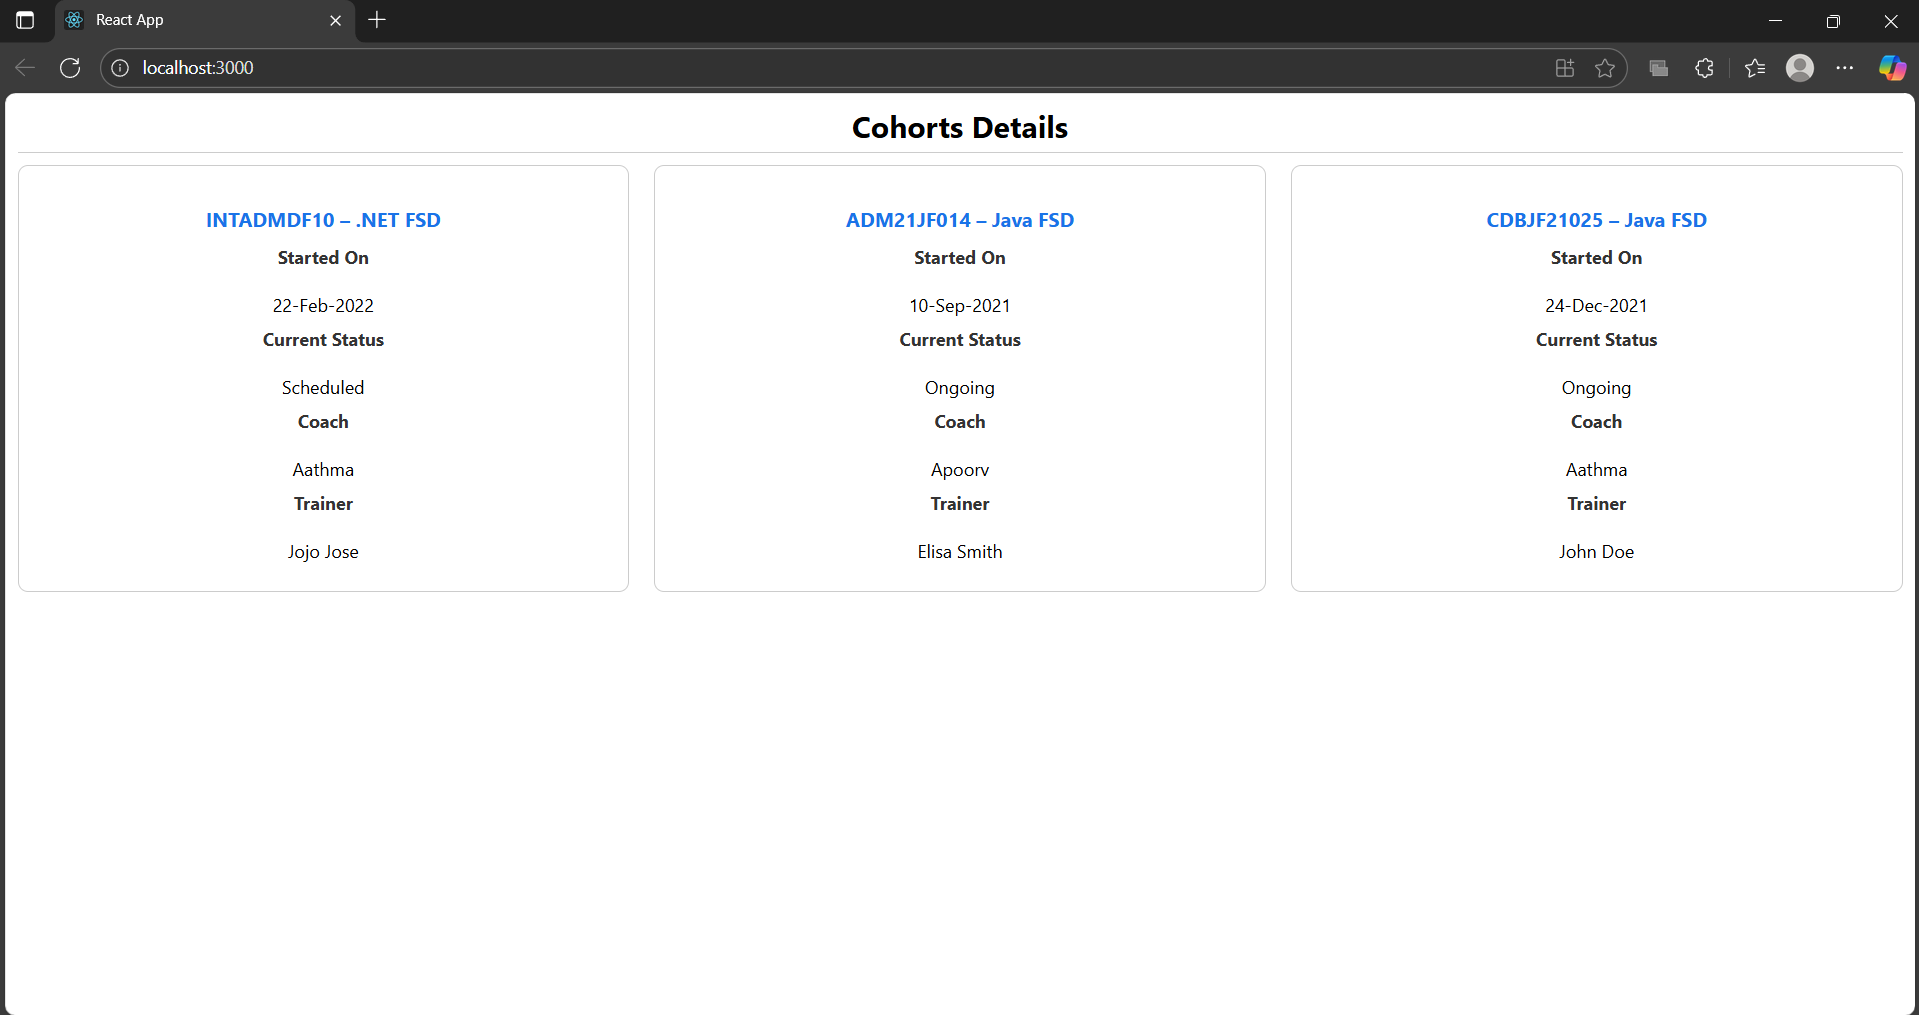 React App
localhost:3000
Cohorts Details
INTADMDF10 – .NET FSD
Started On
22-Feb-2022
Current Status
Scheduled
Coach
Aathma
Trainer
Jojo Jose
ADM21JF014 – Java FSD
Started On
10-Sep-2021
Current Status
Ongoing
Coach
Apoorv
Trainer
Elisa Smith
CDBJF21025 – Java FSD
Started On
24-Dec-2021
Current Status
Ongoing
Coach
Aathma
Trainer
John Doe